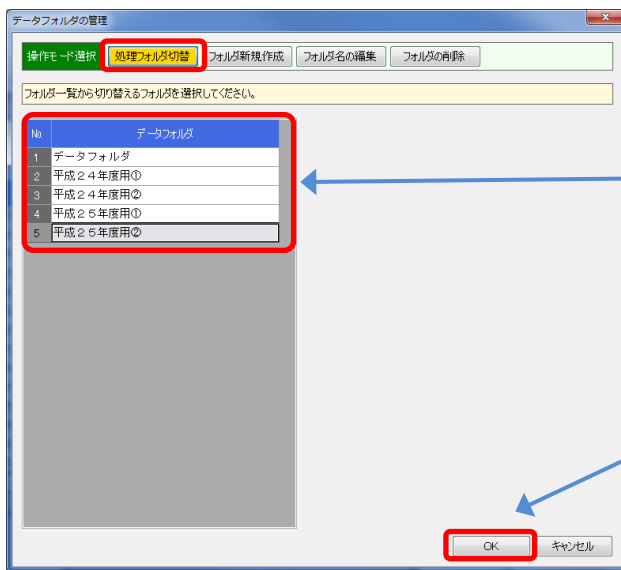 データフォルダの管理
操作モード選択 処理フォルダ切替 フォルダ新規作成 フォルダ名の編集 フォルダの削除
フォルダ一覧から切り替えるフォルダを選択してください。
No. データフォルダ
1 データフォルダ
2 平成24年度用①
3 平成24年度用②
4 平成25年度用①
5 平成25年度用②
OK キャンセル